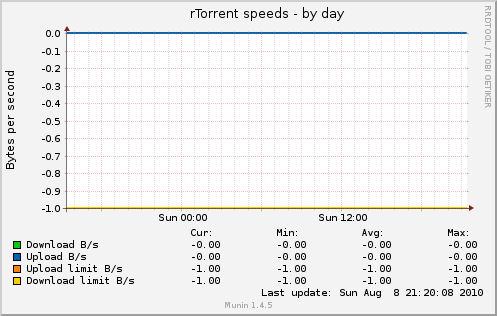 rTorrent speeds - by day
RRDTOOL / TOBI OETIKER
Bytes per second
0.0
-0.1
-0.2
-0.3
-0.4
-0.5
-0.6
-0.7
-0.8
-0.9
-1.0
Sun 00:00 Sun 12:00
Cur: Min: Avg: Max:
Download B/s -0.00 -0.00 -0.00 -0.00
Upload B/s -0.00 -0.00 -0.00 -0.00
Upload limit B/s -1.00 -1.00 -1.00 -1.00
Download limit B/s -1.00 -1.00 -1.00 -1.00
Last update: Sun Aug 8 21:20:08 2010
Munin 1.4.5